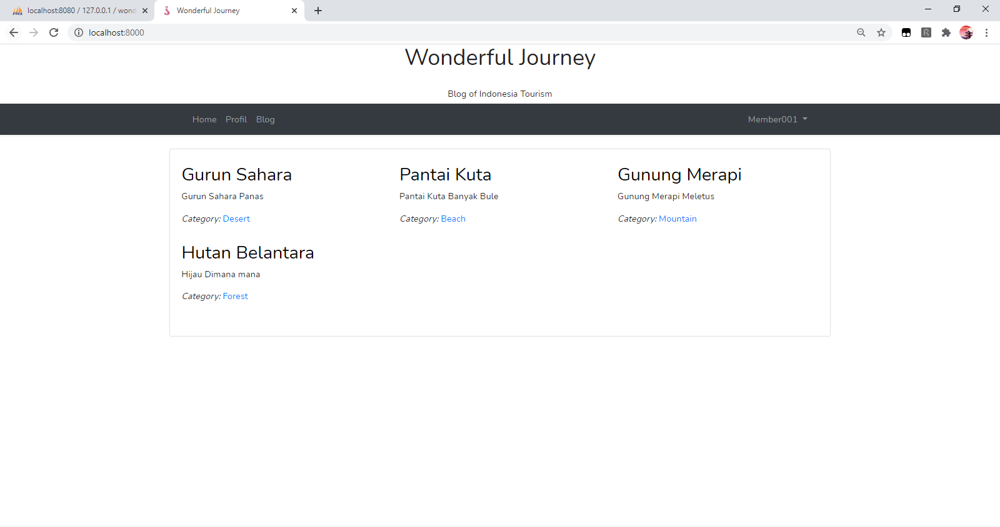 localhost:8080 / 127.0.0.1 / wond
Wonderful Journey
localhost:8000
Wonderful Journey
Blog of Indonesia Tourism
Home Profil Blog Member001
Gurun Sahara
Gurun Sahara Panas
Category: Desert
Pantai Kuta
Pantai Kuta Banyak Bule
Category: Beach
Gunung Merapi
Gunung Merapi Meletus
Category: Mountain
Hutan Belantara
Hijau Dimana mana
Category: Forest